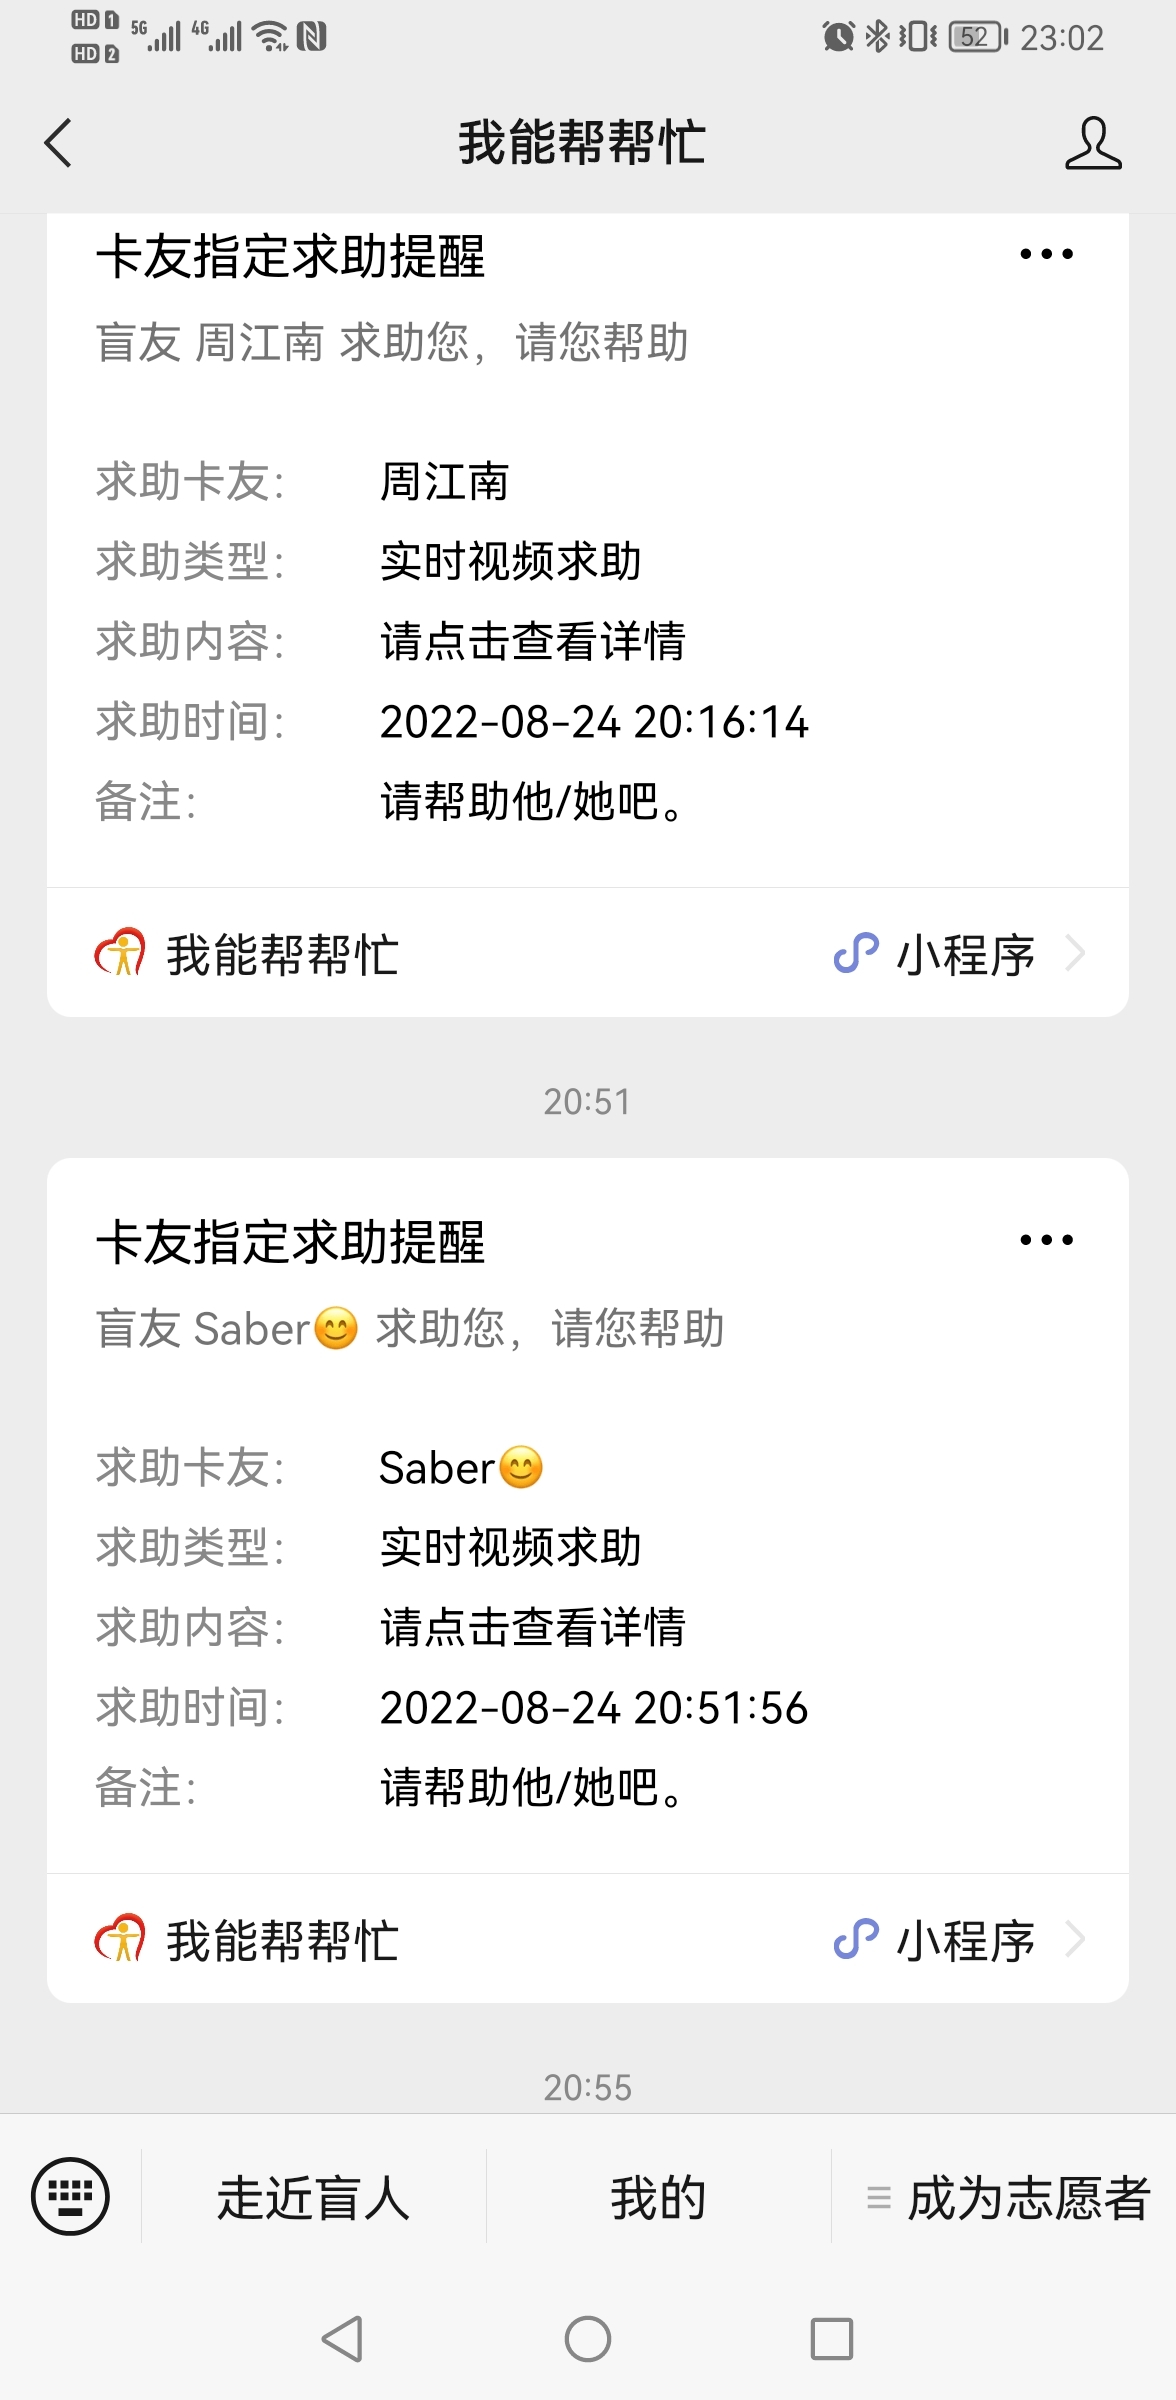 HD 1 5G 4G 52 23:02
HD 2
我能帮帮忙
卡友指定求助提醒
盲友 周江南 求助您，请您帮助
求助卡友： 周江南
求助类型： 实时视频求助
求助内容： 请点击查看详情
求助时间： 2022-08-24 20:16:14
备注： 请帮助他/她吧。
我能帮帮忙 小程序
20:51
卡友指定求助提醒
盲友 Saber😊 求助您，请您帮助
求助卡友： Saber😊
求助类型： 实时视频求助
求助内容： 请点击查看详情
求助时间： 2022-08-24 20:51:56
备注： 请帮助他/她吧。
我能帮帮忙 小程序
20:55
走近盲人 我的 成为志愿者